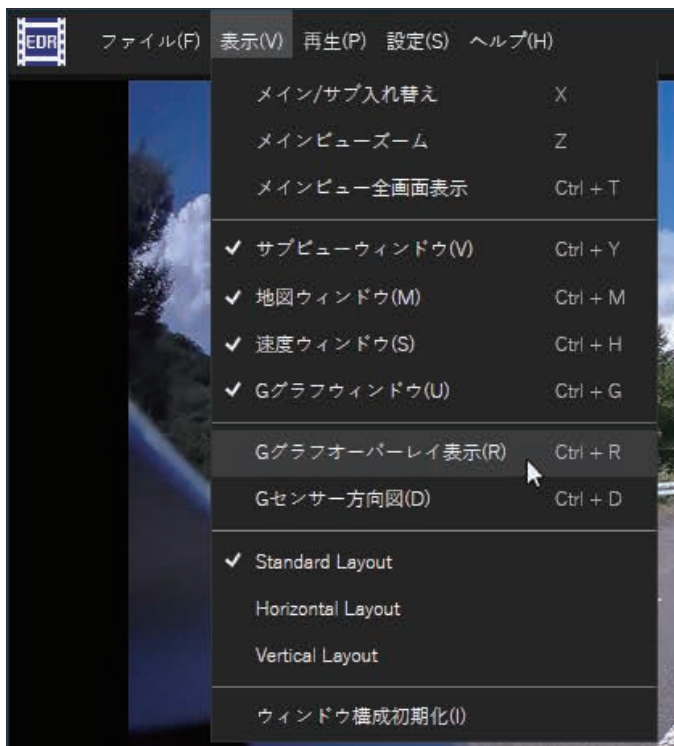 EDR ファイル(F) 表示(V) 再生(P) 設定(S) ヘルプ(H)
メイン/サブ入れ替え X
メインビューズーム Z
メインビュー全画面表示 Ctrl + T
サブビューウィンドウ(V) Ctrl + Y
地図ウィンドウ(M) Ctrl + M
速度ウィンドウ(S) Ctrl + H
Gグラフウィンドウ(U) Ctrl + G
Gグラフオーバーレイ表示(R) Ctrl + R
Gセンサー方向図(D) Ctrl + D
Standard Layout
Horizontal Layout
Vertical Layout
ウィンドウ構成初期化(I)